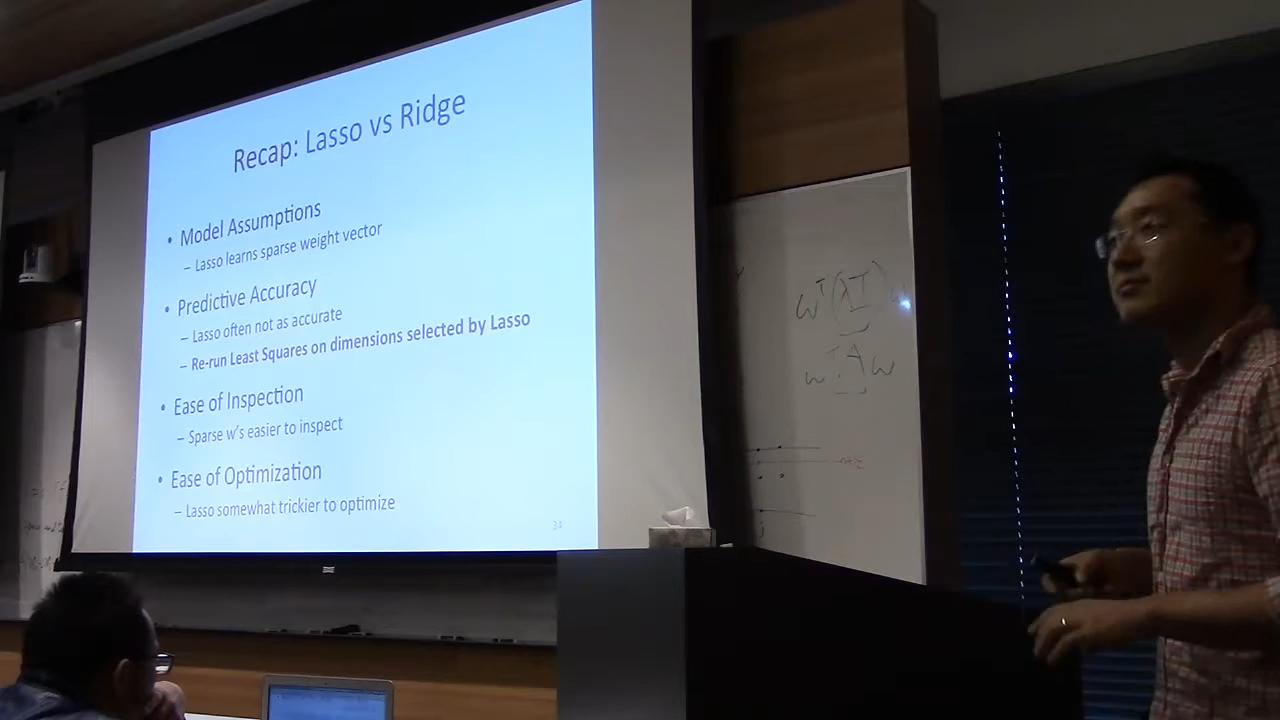 Recap: Lasso vs Ridge
• Model Assumptions
– Lasso learns sparse weight vector
• Predictive Accuracy
– Lasso often not as accurate
– Re-run Least Squares on dimensions selected by Lasso
• Ease of Inspection
– Sparse w's easier to inspect
• Ease of Optimization
– Lasso somewhat trickier to optimize
34
w^T(λI)w
w^T A w